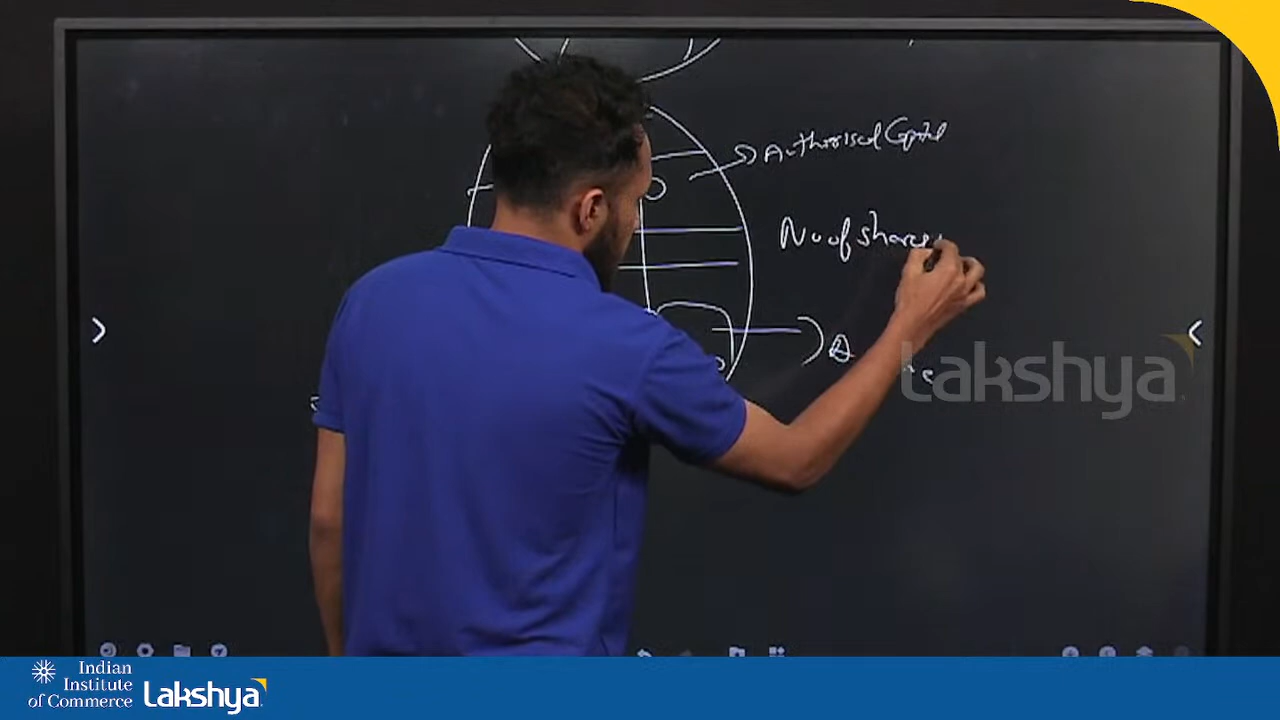 Authorised Capital
No of shares
Lakshya
Indian
Institute
of Commerce Lakshya